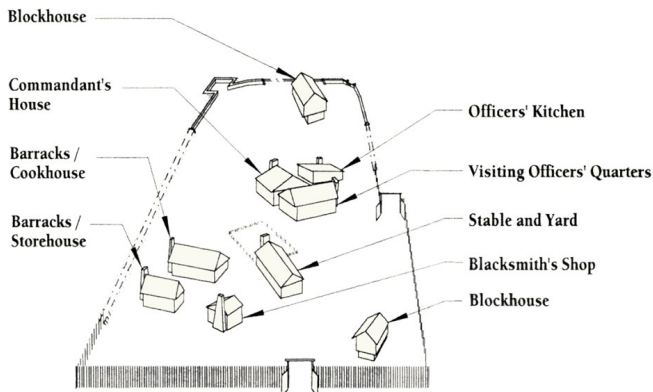 Blockhouse
Commandant's
House
Barracks /
Cookhouse
Barracks /
Storehouse
Officers' Kitchen
Visiting Officers' Quarters
Stable and Yard
Blacksmith's Shop
Blockhouse